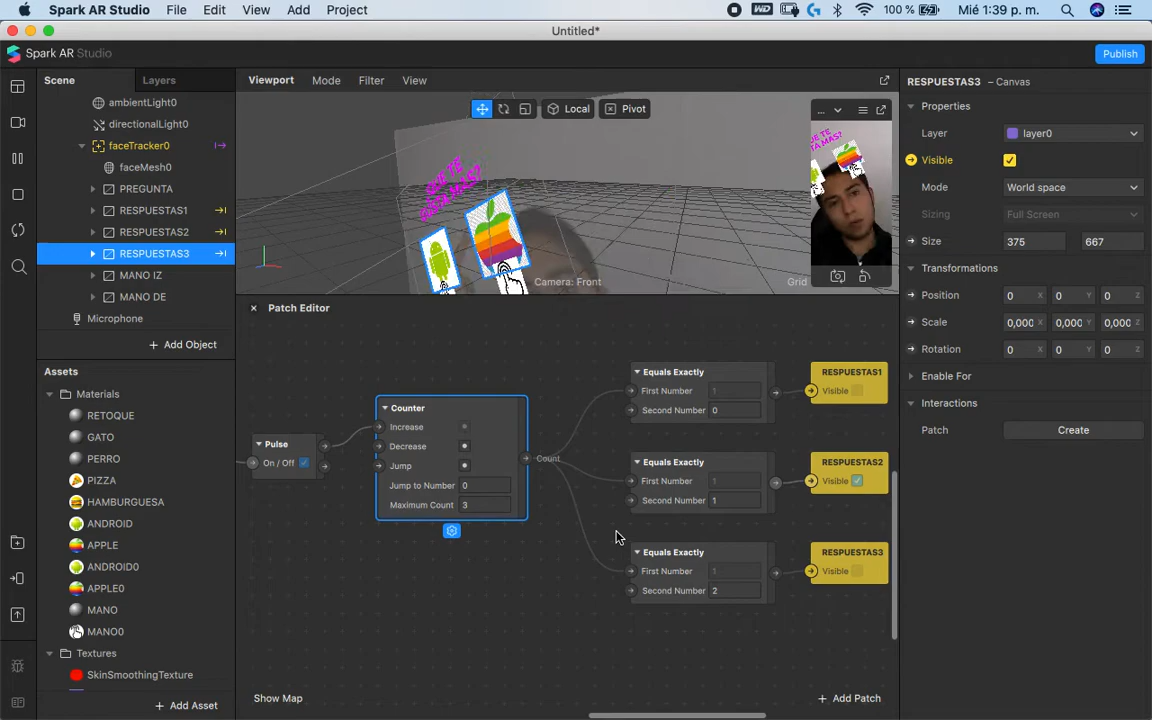 Spark AR Studio File Edit View Add Project 100 % Mié 1:39 p. m.
Untitled*
Spark AR Studio
Publish
Scene
Layers
ambientLight0
directionalLight0
faceTracker0
faceMesh0
PREGUNTA
RESPUESTAS1
RESPUESTAS2
RESPUESTAS3
MANO IZ
MANO DE
Microphone
Add Object
Assets
Materials
RETOQUE
GATO
PERRO
PIZZA
HAMBURGUESA
ANDROID
APPLE
ANDROID0
APPLE0
MANO
MANO0
Textures
SkinSmoothingTexture
Add Asset
Viewport Mode Filter View
Local
Pivot
...
Camera: Front
Grid
Patch Editor
Pulse
On / Off
Counter
Increase
Decrease
Jump
Jump to Number 0
Maximum Count 3
Count
Equals Exactly
First Number 1
Second Number 0
RESPUESTAS1
Visible
Equals Exactly
First Number 1
Second Number 1
RESPUESTAS2
Visible
Equals Exactly
First Number 1
Second Number 2
RESPUESTAS3
Visible
Show Map
Add Patch
RESPUESTAS3 – Canvas
Properties
Layer layer0
Visible
Mode World space
Sizing Full Screen
Size 375 667
Transformations
Position 0 X 0 Y 0 Z
Scale 0,000 X 0,000 Y 0,000 Z
Rotation 0 X 0 Y 0 Z
Enable For
Interactions
Patch Create